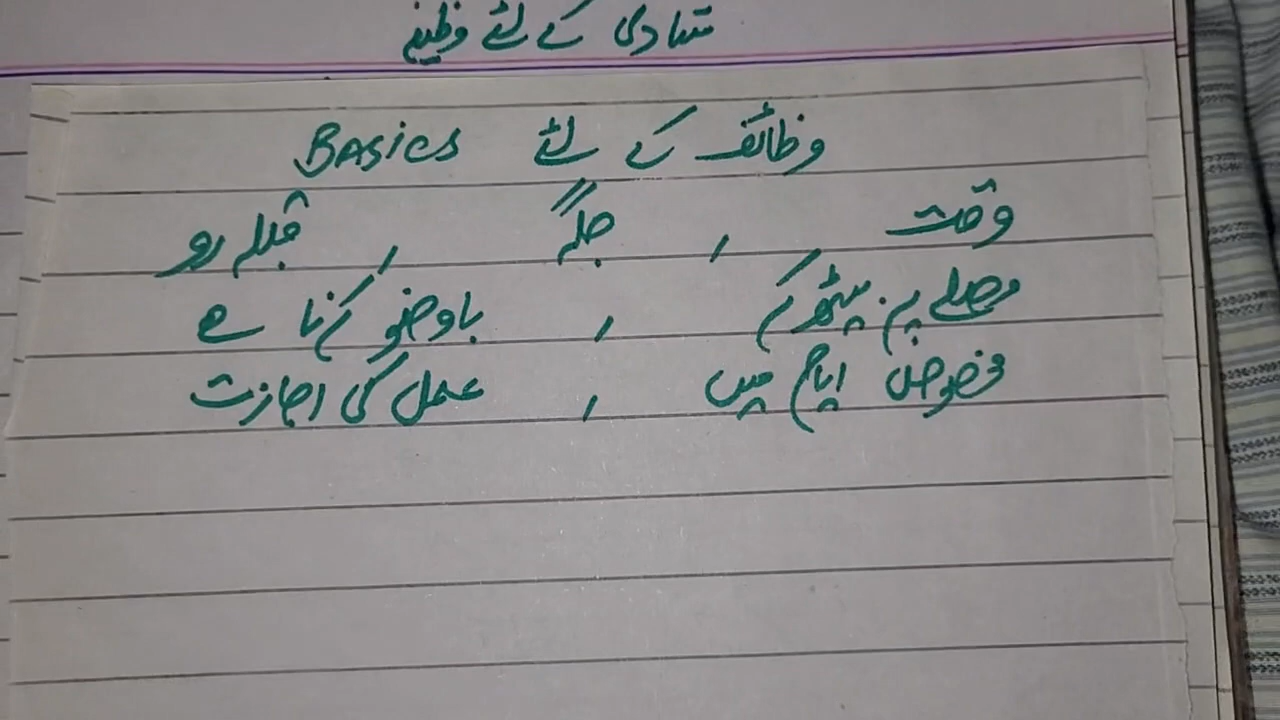 شادی کے لئے وظیفے
وظائف کے لئے Basics
وقت , جگہ , قبلہ رو
مصلے پر بیٹھ کر , باوضو کرنا ہے
مخصوص ایام میں , عمل کی اجازت